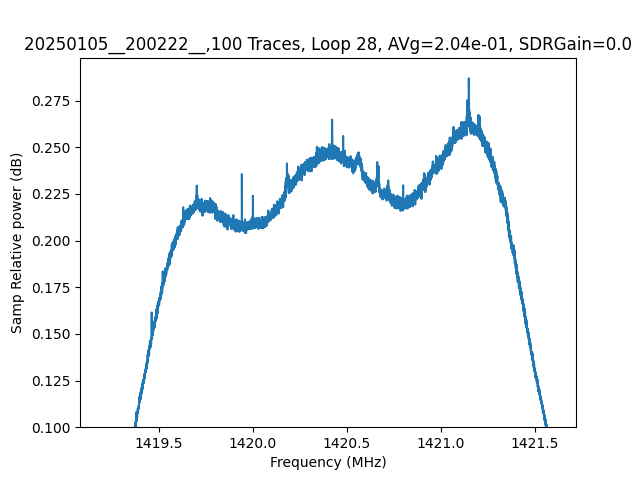 20250105__200222__,100 Traces, Loop 28, AVg=2.04e-01, SDRGain=0.0
0.275
0.250
0.225
0.200
0.175
0.150
0.125
0.100
Samp Relative power (dB)
1419.5 1420.0 1420.5 1421.0 1421.5
Frequency (MHz)